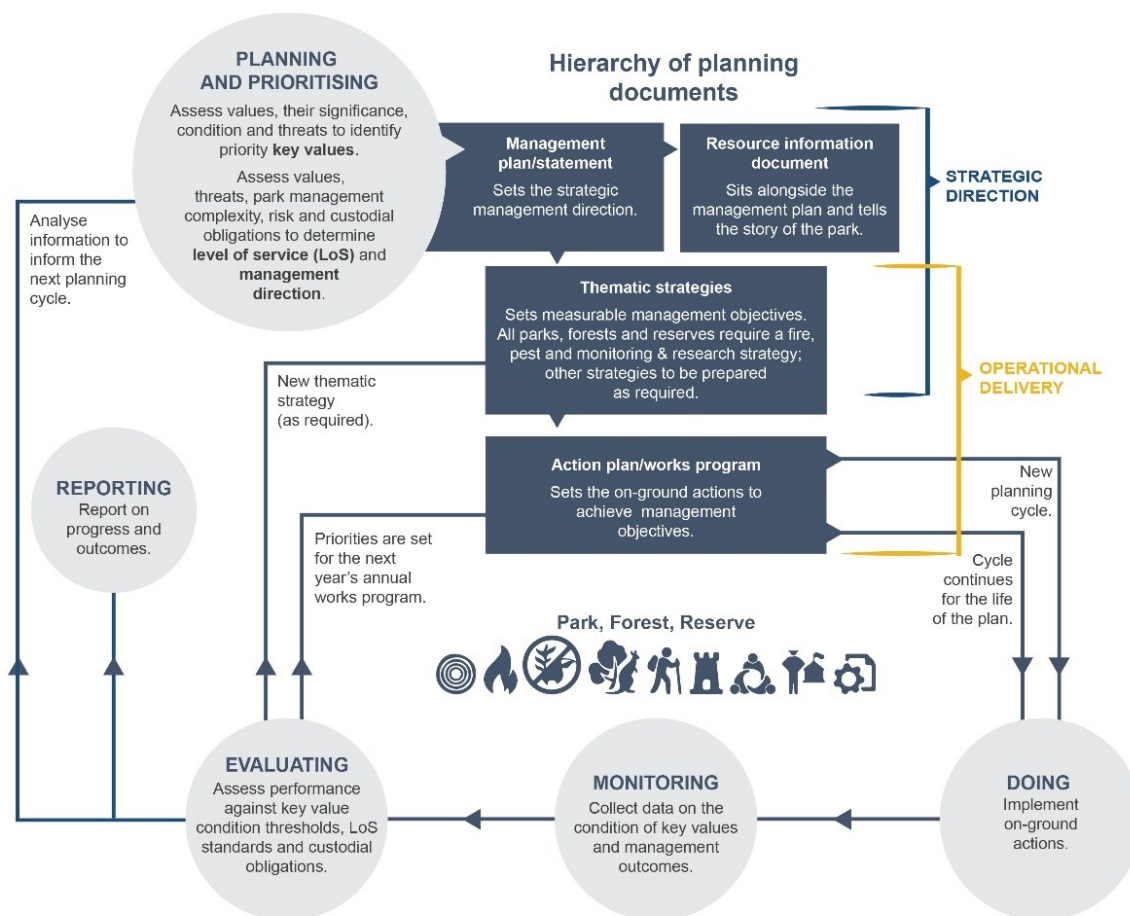 PLANNING
AND PRIORITISING
Assess values, their significance,
condition and threats to identify
priority key values.
Assess values,
threats, park management
complexity, risk and custodial
obligations to determine
level of service (LoS) and
management
direction.
Hierarchy of planning
documents
Management
plan/statement
Sets the strategic
management direction.
Resource information
document
Sits alongside the
management plan and tells
the story of the park.
STRATEGIC
DIRECTION
Analyse
information to
inform the
next planning
cycle.
Thematic strategies
Sets measurable management objectives.
All parks, forests and reserves require a fire,
pest and monitoring & research strategy;
other strategies to be prepared
as required.
OPERATIONAL
DELIVERY
New thematic
strategy
(as required).
Action plan/works program
Sets the on-ground actions to
achieve management
objectives.
New
planning
cycle.
REPORTING
Report on
progress and
outcomes.
Priorities are set
for the next
year's annual
works program.
Cycle
continues
for the life
of the plan.
Park, Forest, Reserve
EVALUATING
Assess performance
against key value
condition thresholds, LoS
standards and custodial
obligations.
MONITORING
Collect data on the
condition of key values
and management
outcomes.
DOING
Implement
on-ground
actions.